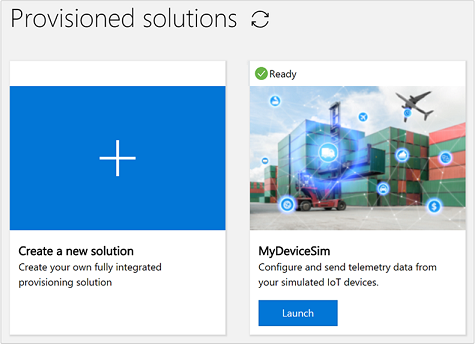 Provisioned solutions
Ready
Create a new solution
Create your own fully integrated
provisioning solution
MyDeviceSim
Configure and send telemetry data from
your simulated IoT devices.
Launch